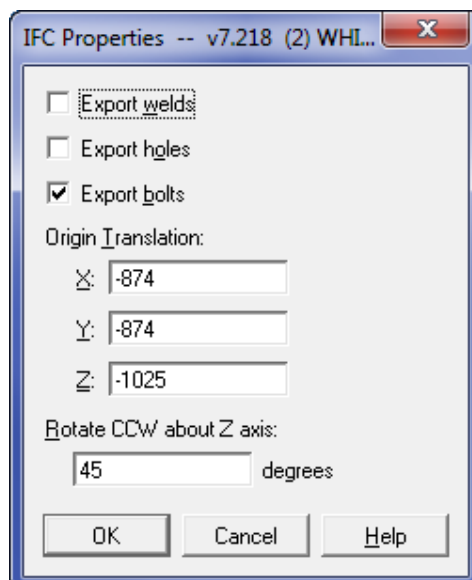 IFC Properties -- v7.218 (2) WHI...
Export welds
Export holes
Export bolts
Origin Translation:
X: -874
Y: -874
Z: -1025
Rotate CCW about Z axis:
45 degrees
OK Cancel Help